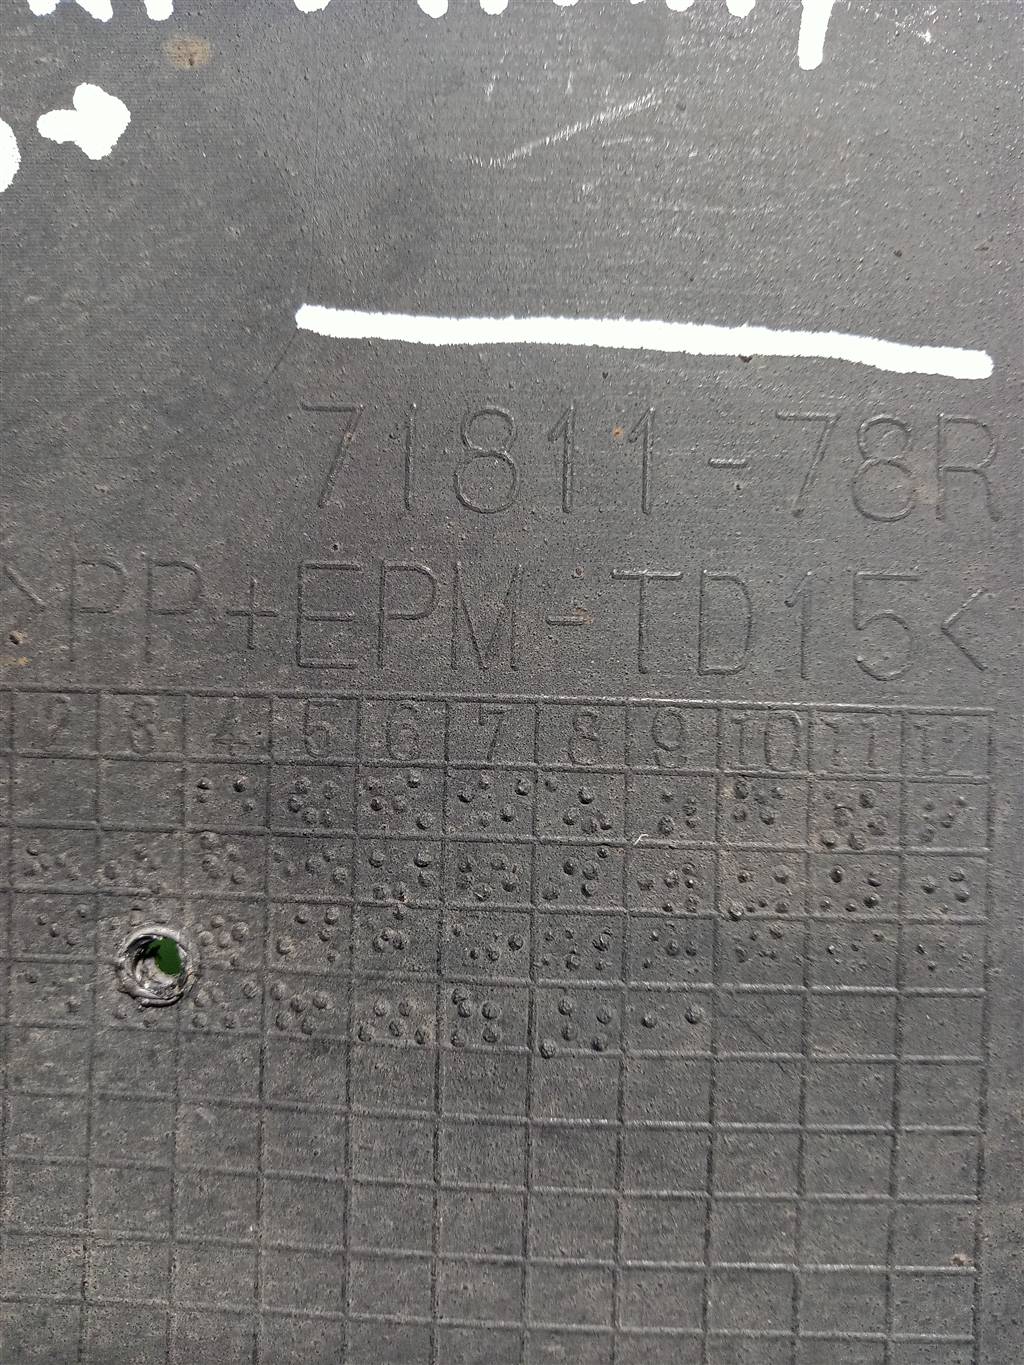 71811-78R
>PP+EPM-TD15<
2 3 4 5 6 7 8 9 10 11 12